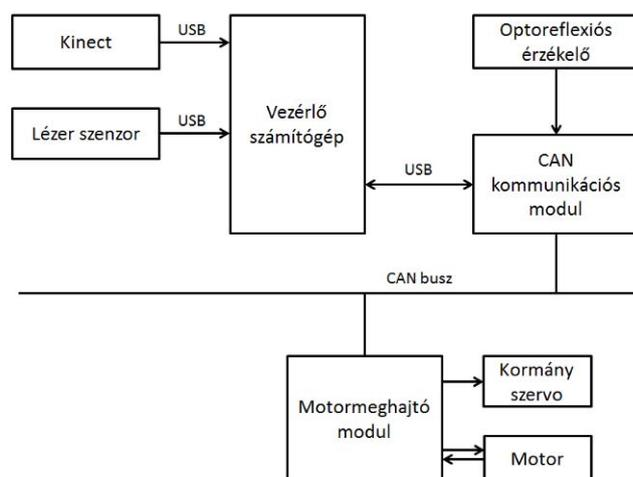 Kinect
USB
Optoreflexiós
érzékelő
Lézer szenzor
USB
Vezérlő
számítógép
USB
CAN
kommunikációs
modul
CAN busz
Motormeghajtó
modul
Kormány
szervo
Motor